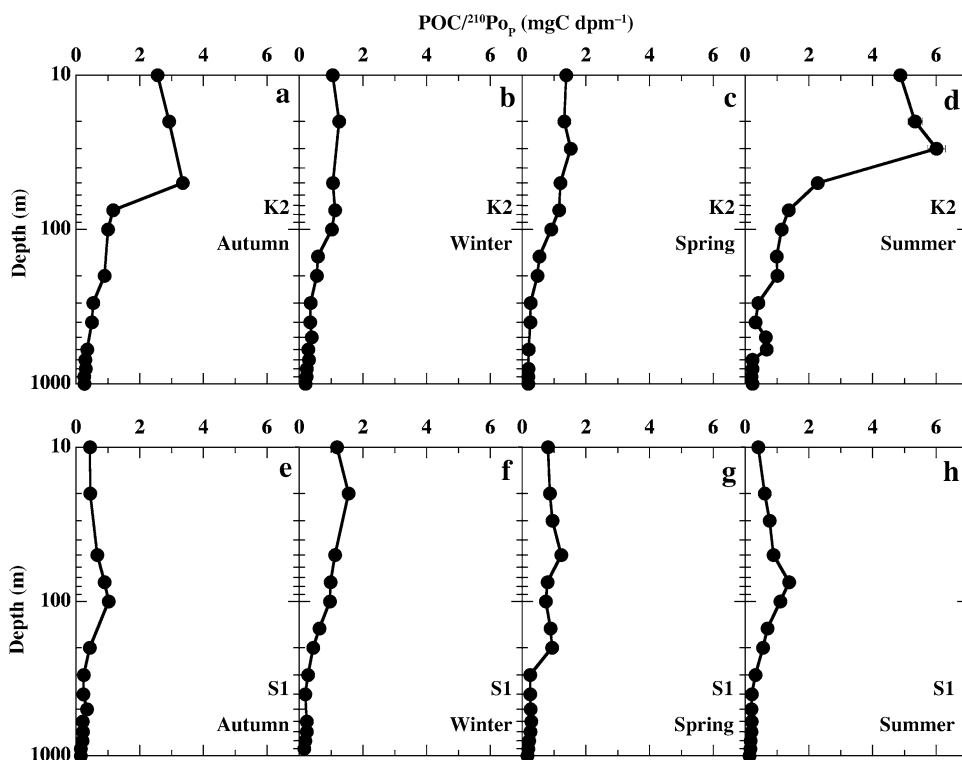 POC/²¹⁰Po_P (mgC dpm⁻¹)
0 2 4 6 0 2 4 6 0 2 4 6 0 2 4 6
10
a b c d
Depth (m)
K2 K2 K2 K2
100
Autumn Winter Spring Summer
1000
0 2 4 6 0 2 4 6 0 2 4 6 0 2 4 6
10
e f g h
Depth (m)
100
S1 S1 S1 S1
Autumn Winter Spring Summer
1000